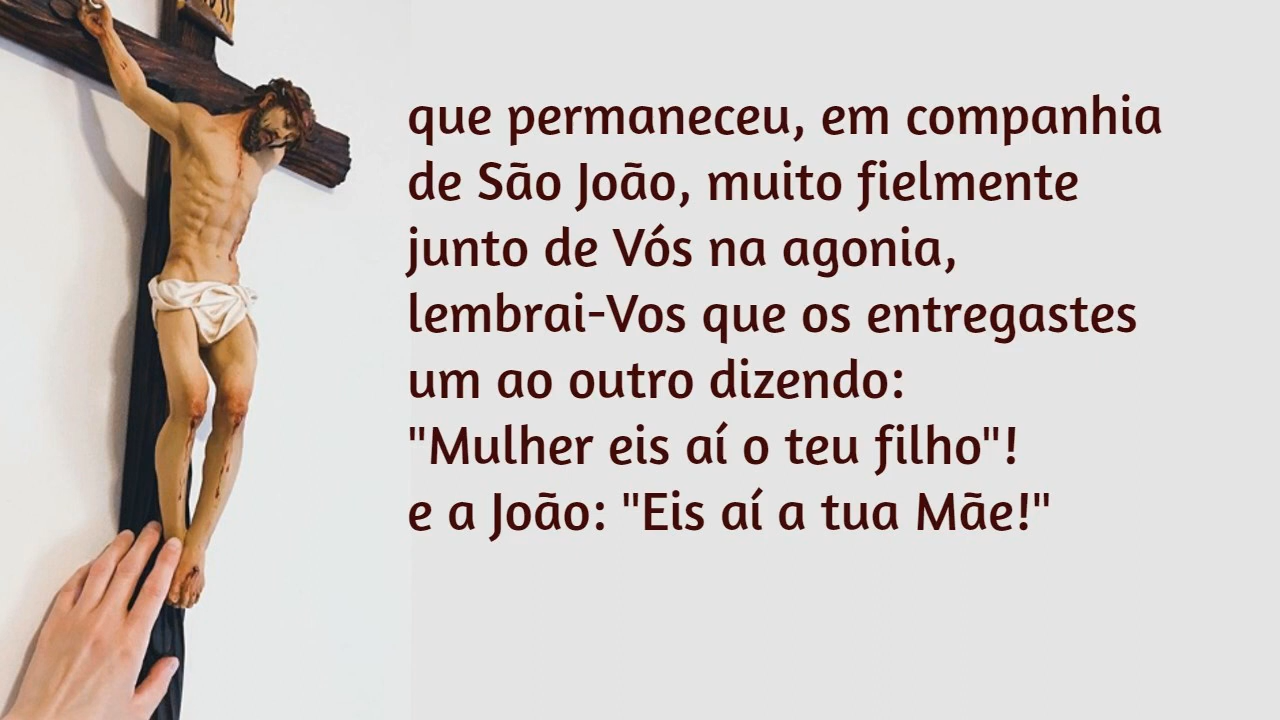 que permaneceu, em companhia
de São João, muito fielmente
junto de Vós na agonia,
lembrai-Vos que os entregastes
um ao outro dizendo:
"Mulher eis aí o teu filho"!
e a João: "Eis aí a tua Mãe!"